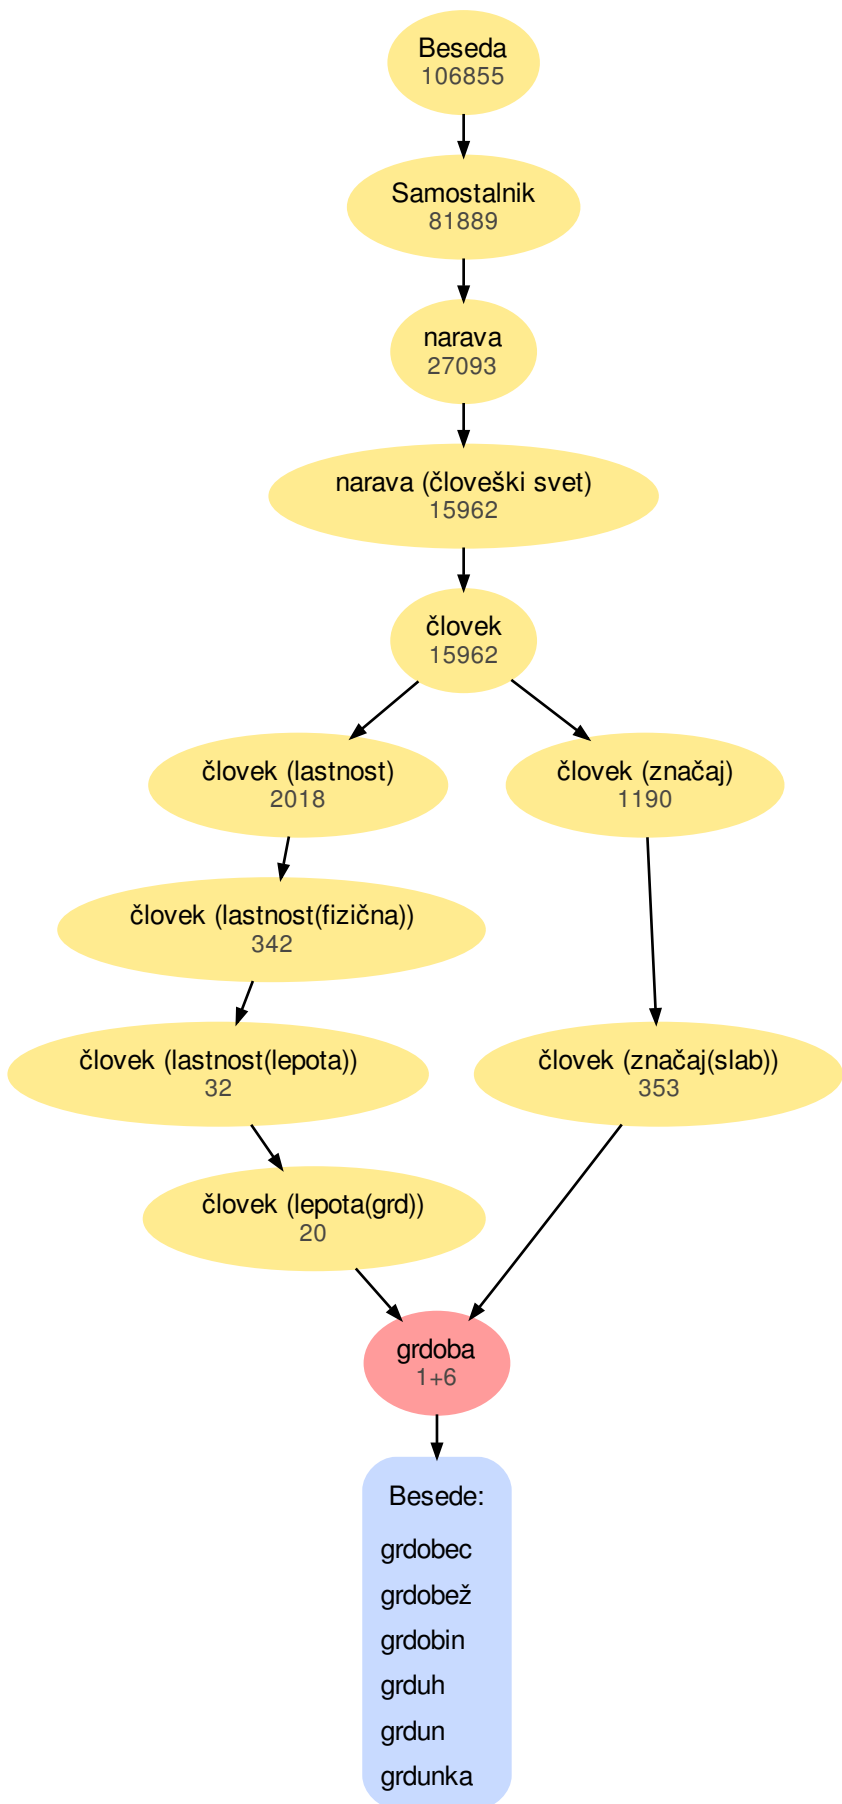 Beseda
106855
Samostalnik
81889
narava
27093
narava (človeški svet)
15962
človek
15962
človek (lastnost)
2018
človek (značaj)
1190
človek (lastnost(fizična))
342
človek (lastnost(lepota))
32
človek (značaj(slab))
353
človek (lepota(grd))
20
grdoba
1+6
Besede:
grdobec
grdobež
grdobin
grduh
grdun
grdunka